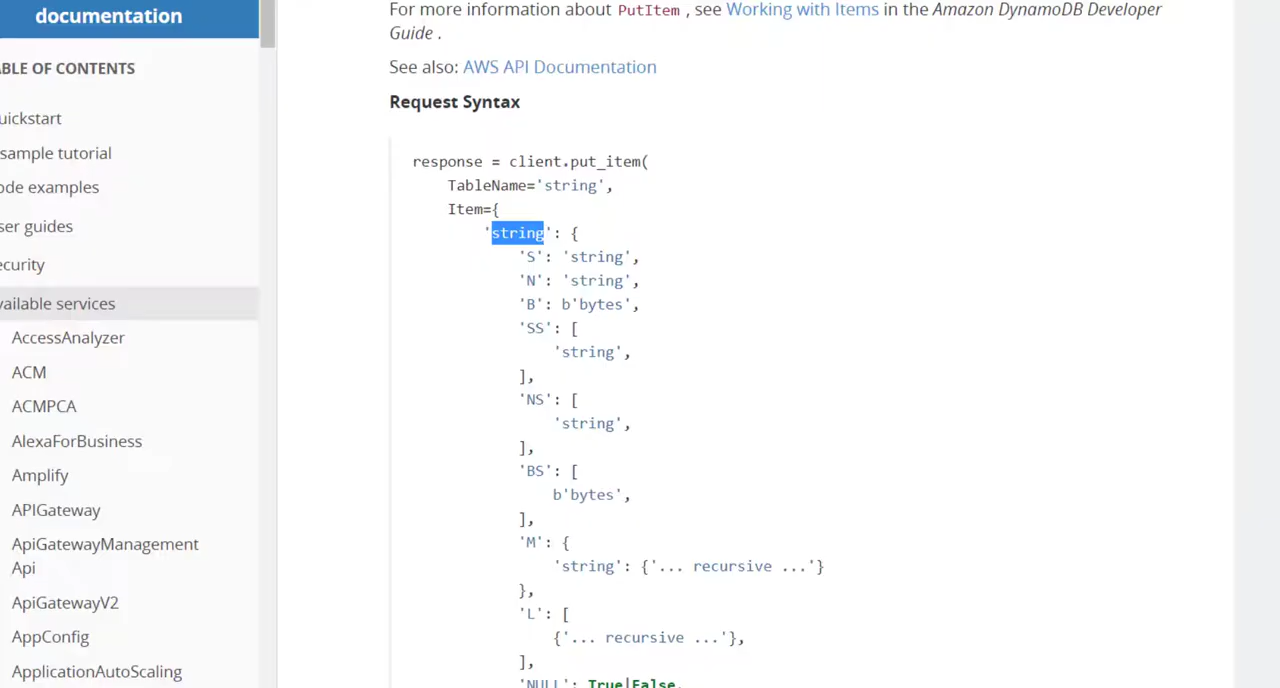 documentation
ABLE OF CONTENTS
uickstart
sample tutorial
ode examples
ser guides
ecurity
vailable services
AccessAnalyzer
ACM
ACMPCA
AlexaForBusiness
Amplify
APIGateway
ApiGatewayManagement
Api
ApiGatewayV2
AppConfig
ApplicationAutoScaling
For more information about PutItem , see Working with Items in the Amazon DynamoDB Developer
Guide .
See also: AWS API Documentation
Request Syntax
response = client.put_item(
    TableName='string',
    Item={
        'string': {
            'S': 'string',
            'N': 'string',
            'B': b'bytes',
            'SS': [
                'string',
            ],
            'NS': [
                'string',
            ],
            'BS': [
                b'bytes',
            ],
            'M': {
                'string': {'... recursive ...'}
            },
            'L': [
                {'... recursive ...'},
            ],
            'NULL': True|False,